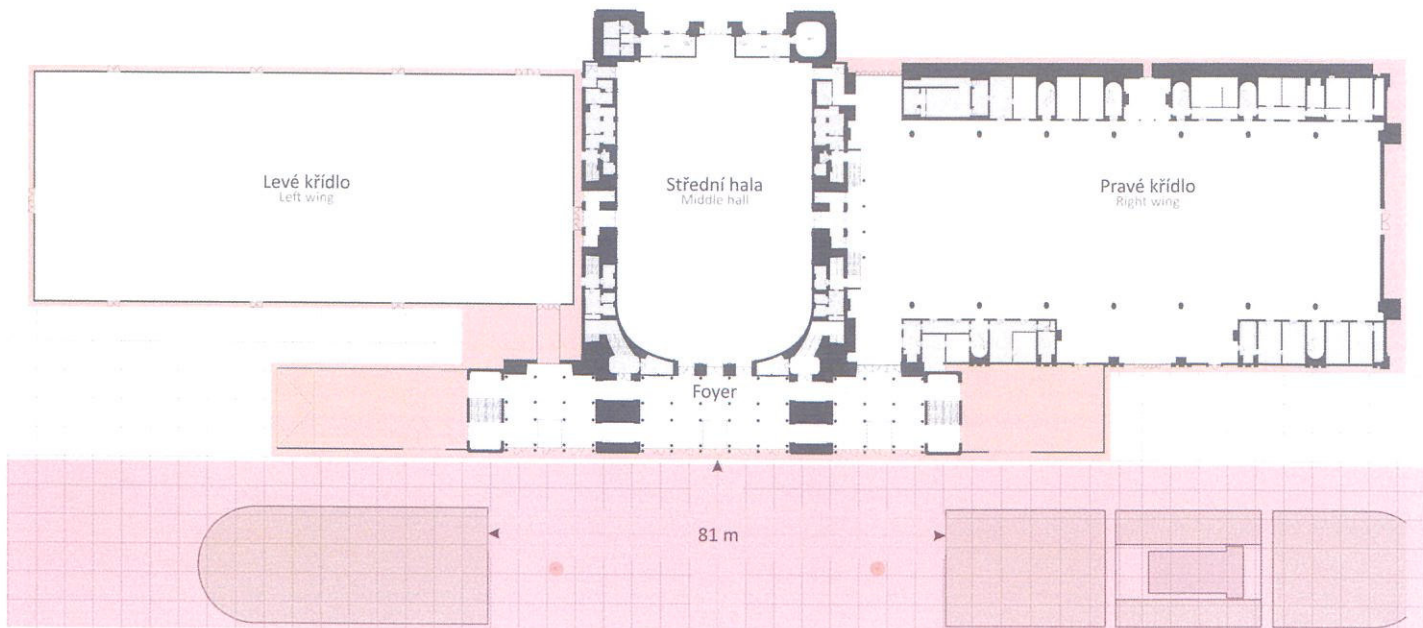 Levé křídlo
Left wing
Střední hala
Middle hall
Pravé křídlo
Right wing
Foyer
81 m